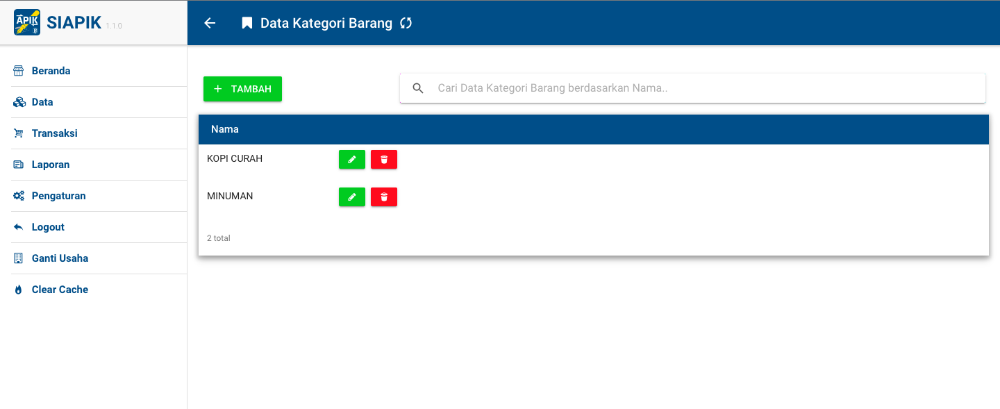 APIK
SIAPIK 1.1.0
Data Kategori Barang
Beranda
Data
Transaksi
Laporan
Pengaturan
Logout
Ganti Usaha
Clear Cache
TAMBAH
Cari Data Kategori Barang berdasarkan Nama..
Nama
KOPI CURAH
MINUMAN
2 total